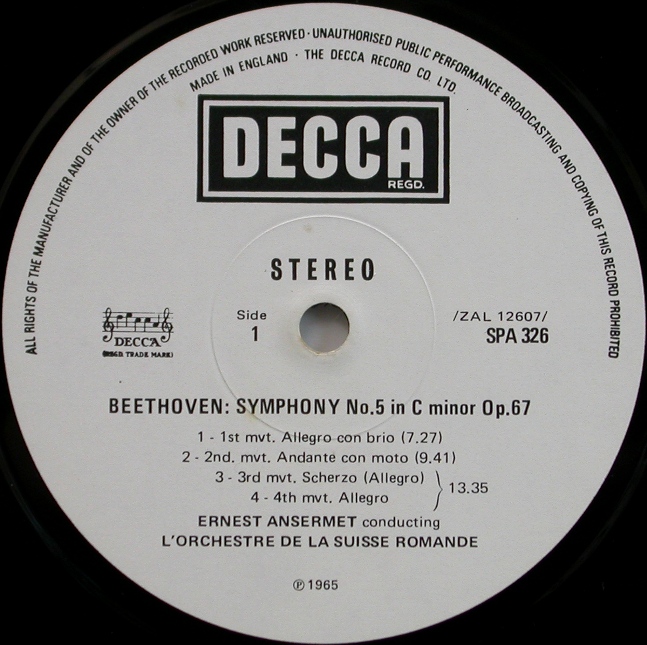 ALL RIGHTS OF THE MANUFACTURER AND OF THE OWNER OF THE RECORDED WORK RESERVED · UNAUTHORISED PUBLIC PERFORMANCE BROADCASTING AND COPYING OF THIS RECORD PROHIBITED
MADE IN ENGLAND · THE DECCA RECORD CO. LTD.
DECCA
REGD.
STEREO
Side
1
/ZAL 12607/
SPA 326
DECCA
(REGD. TRADE MARK)
BEETHOVEN: SYMPHONY No.5 in C minor Op.67
1 - 1st mvt. Allegro con brio (7.27)
2 - 2nd. mvt. Andante con moto (9.41)
3 - 3rd mvt. Scherzo (Allegro)
4 - 4th mvt. Allegro
13.35
ERNEST ANSERMET conducting
L'ORCHESTRE DE LA SUISSE ROMANDE
℗ 1965